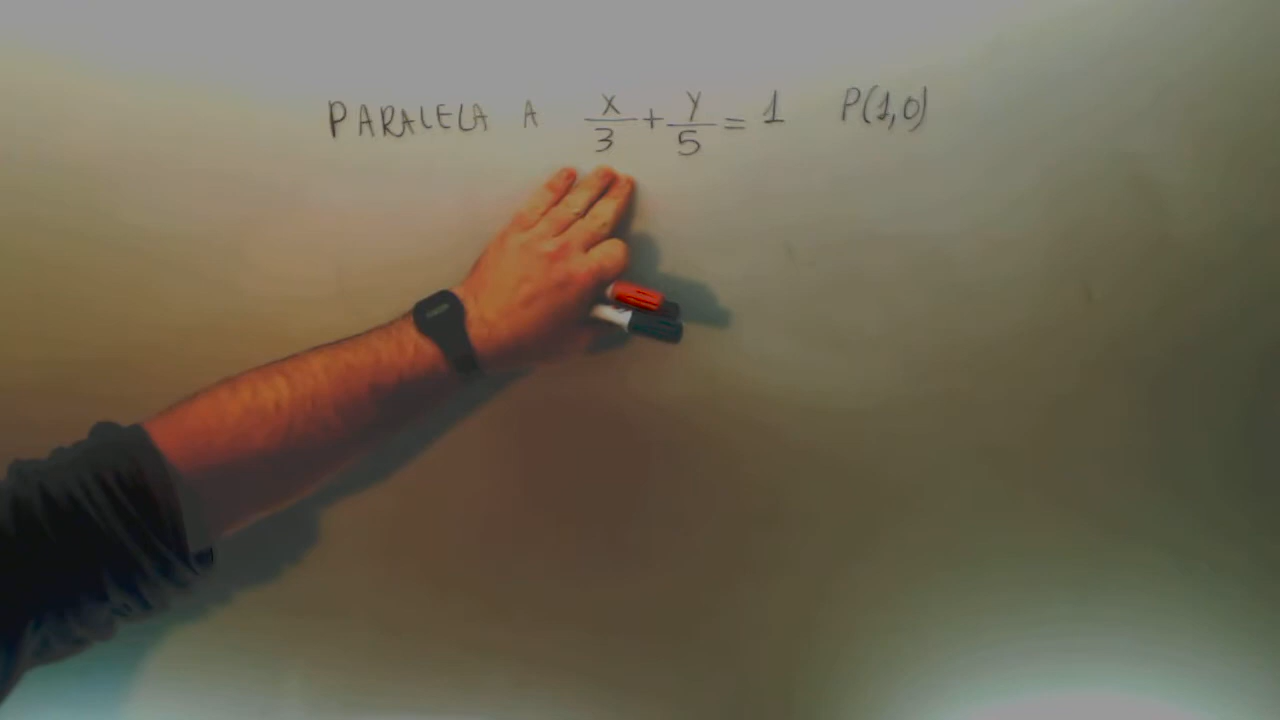 PARALELA A x/3 + y/5 = 1 P(1,0)